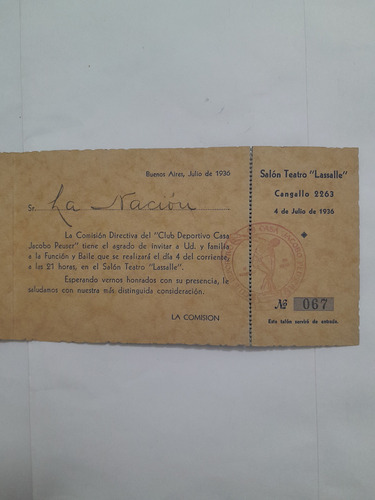 Buenos Aires, Julio de 1936
Sr. La Nación
La Comisión Directiva del "Club Deportivo Casa
Jacobo Peuser" tiene el agrado de invitar a Ud. y familia
a la Función y Baile que se realizará el día 4 del corriente,
a las 21 horas, en el Salón Teatro "Lassalle".
Esperando vernos honrados con su presencia, le
saludamos con nuestra más distinguida consideración.
LA COMISION
Salón Teatro "Lassalle"
Cangallo 2263
4 de Julio de 1936
№ 067
Este talón servirá de entrada.